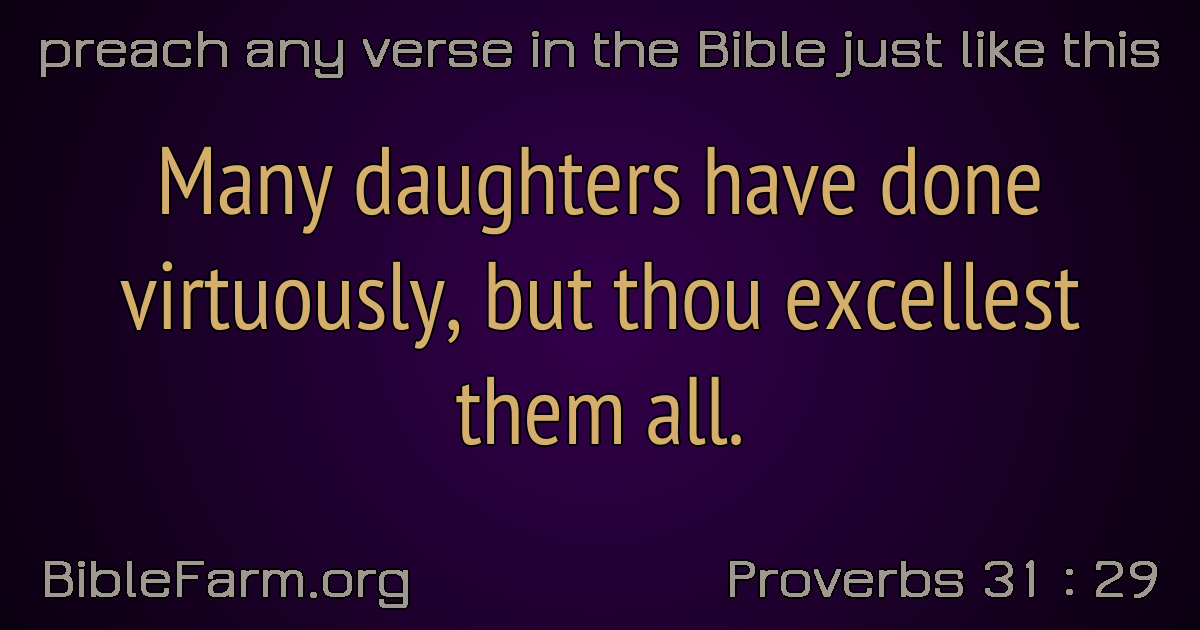 preach any verse in the Bible just like this
Many daughters have done
virtuously, but thou excellest
them all.
BibleFarm.org
Proverbs 31 : 29